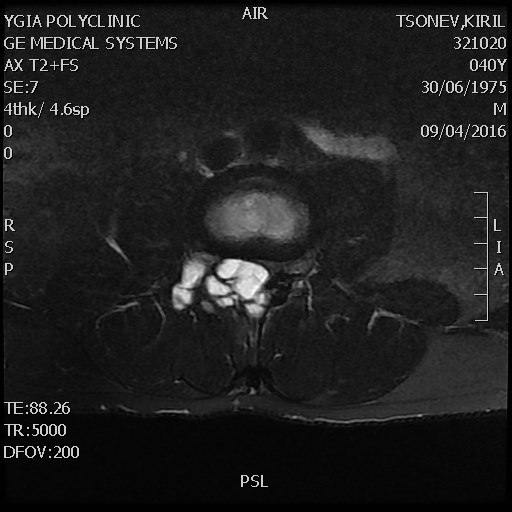 YGIA POLYCLINIC
GE MEDICAL SYSTEMS
AX T2+FS
SE:7
4thk/ 4.6sp
0
0
AIR
TSONEV,KIRIL
321020
040Y
30/06/1975
M
09/04/2016
R
S
P
L
I
A
TE:88.26
TR:5000
DFOV:200
PSL